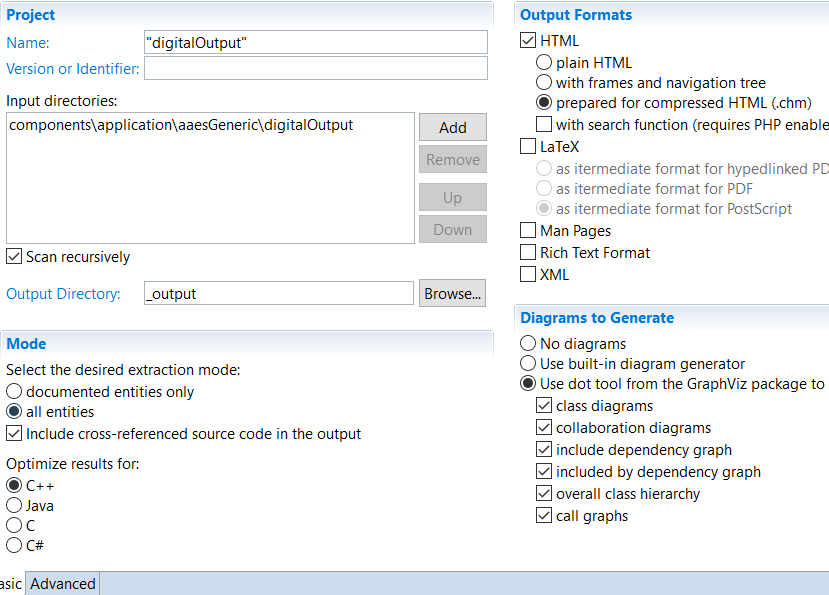 Project
Name:
"digitalOutput"
Version or Identifier:
Input directories:
components\application\aaesGeneric\digitalOutput
Add
Remove
Up
Down
Scan recursively
Output Directory:
_output
Browse...
Mode
Select the desired extraction mode:
documented entities only
all entities
Include cross-referenced source code in the output
Optimize results for:
C++
Java
C
C#
Output Formats
HTML
plain HTML
with frames and navigation tree
prepared for compressed HTML (.chm)
with search function (requires PHP enable
LaTeX
as itermediate format for hypedlinked PD
as itermediate format for PDF
as itermediate format for PostScript
Man Pages
Rich Text Format
XML
Diagrams to Generate
No diagrams
Use built-in diagram generator
Use dot tool from the GraphViz package to
class diagrams
collaboration diagrams
include dependency graph
included by dependency graph
overall class hierarchy
call graphs
asic
Advanced